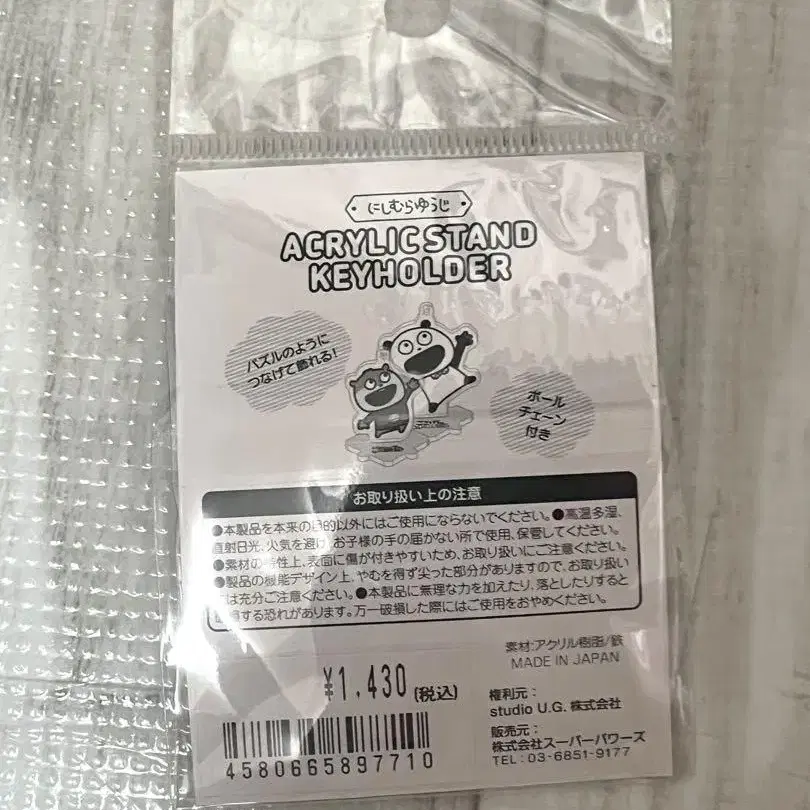 にしむらゆうじ
ACRYLIC STAND
KEYHOLDER
パズルのように
つなげて飾れる!
ボール
チェーン
付き
お取り扱い上の注意
●本製品を本来の目的以外にはご使用にならないでください。●高温多湿、
直射日光、火気を避け、お子様の手の届かない所で使用、保管してください。
●素材の特性上、表面に傷が付きやすいため、お取り扱いにご注意ください。
●製品の機能デザイン上、やむを得ず尖った部分がありますので、お取り扱い
には充分ご注意ください。●本製品に無理な力を加えたり、落としたりすると
する恐れがあります。万一破損した際にはご使用をおやめください。
素材:アクリル樹脂/鉄
MADE IN JAPAN
¥1,430 (税込)
権利元:
studio U.G. 株式会社
販売元:
株式会社スーパーパワーズ
TEL:03-6851-9177
4580665897710